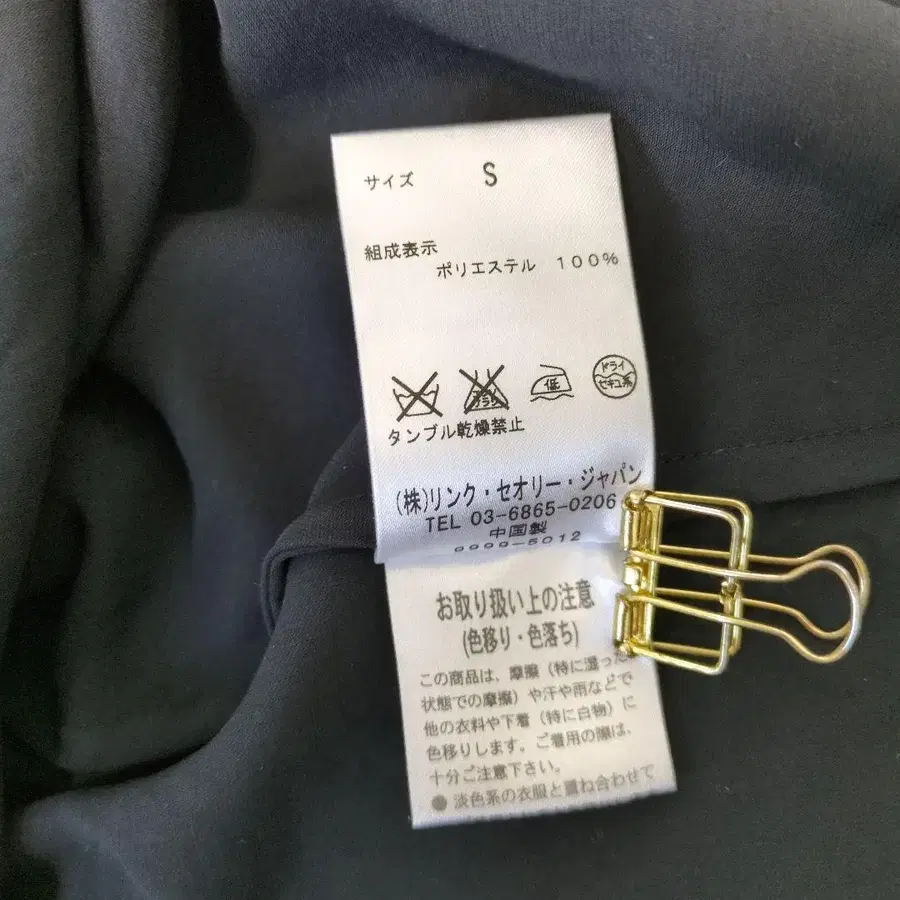 サイズ S
組成表示
ポリエステル 100%
低
ドライ
セキユ系
タンブル乾燥禁止
(株)リンク・セオリー・ジャパン
TEL 03-6865-0206
中国製
9999-5012
お取り扱い上の注意
(色移り・色落ち)
この商品は、摩擦(特に湿った
状態での摩擦)や汗や雨などで
他の衣料や下着(特に白物)に
色移りします。ご着用の際は、
十分ご注意下さい。
●淡色系の衣服と重ね合わせて